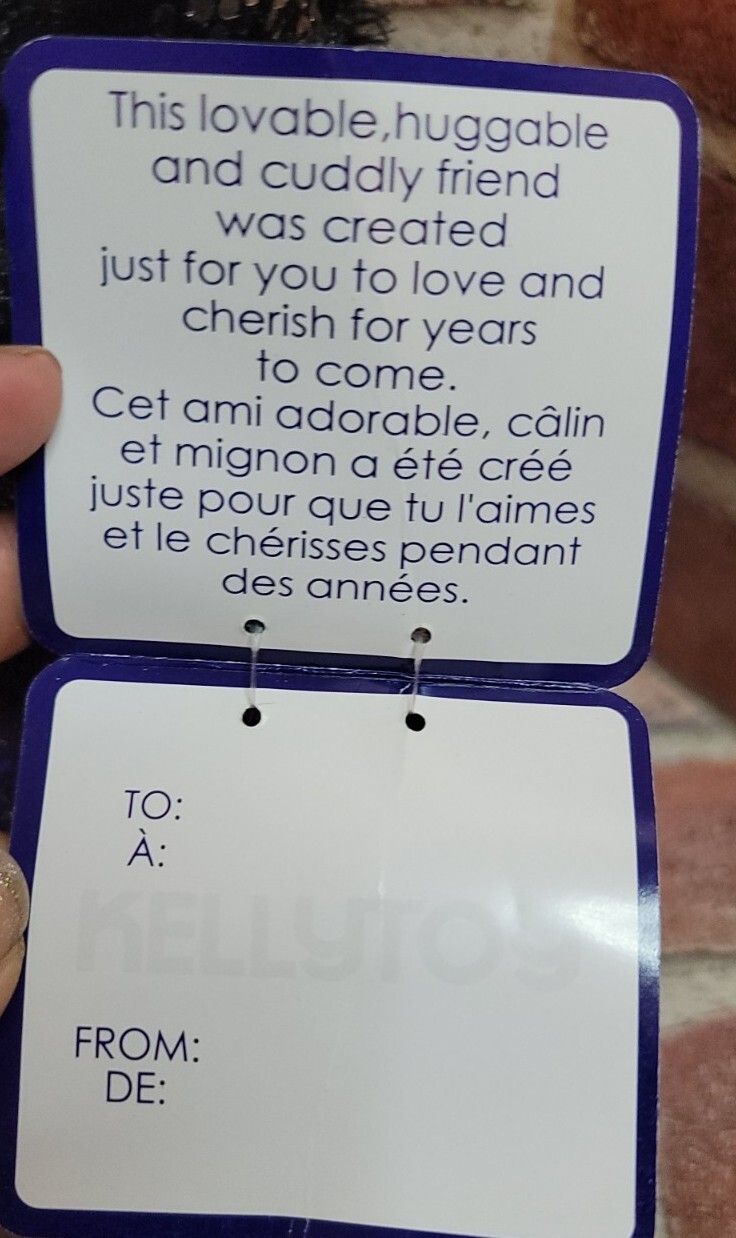 This lovable,huggable
and cuddly friend
was created
just for you to love and
cherish for years
to come.
Cet ami adorable, câlin
et mignon a été créé
juste pour que tu l'aimes
et le chérisses pendant
des années.
TO:
À:
KELLYTOY
FROM:
DE: